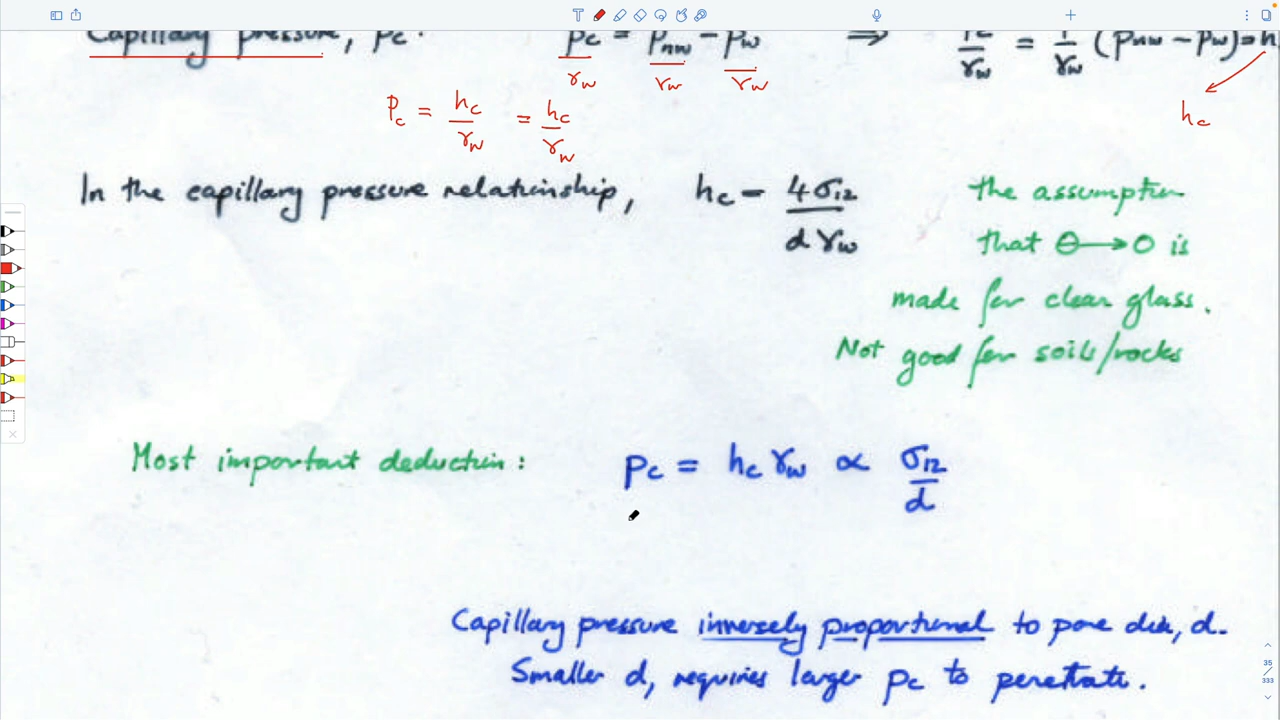 Capillary pressure, pc. pc/γw = pnw/γw − pw/γw ⟹ pc/γw = 1/γw (pnw − pw) = h
hc
Pc = hc/γw = hc/γw
In the capillary pressure relationship, hc = 4σ12/dγw
the assumption
that θ → 0 is
made for clean glass.
Not good for soils/rocks
Most important deduction: pc = hc γw ∝ σ12/d
Capillary pressure inversely proportional to pore dia, d.
Smaller d, requires larger pc to penetrate.
35
/
333